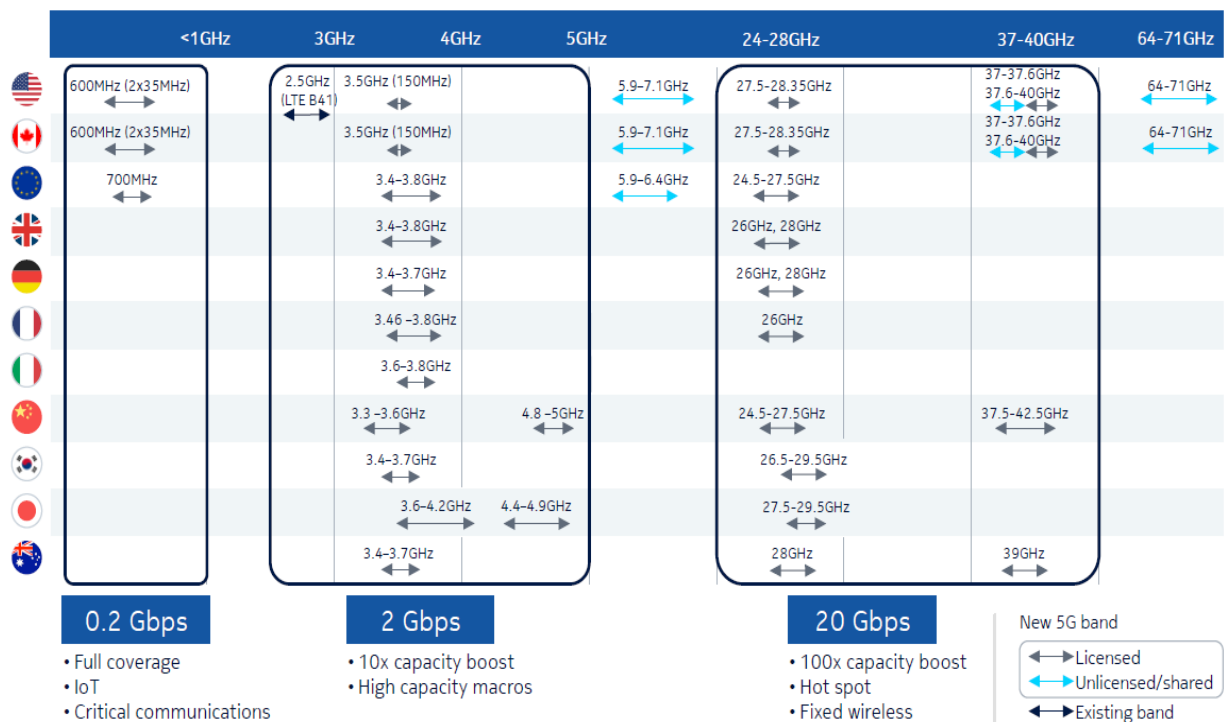 <1GHz 3GHz 4GHz 5GHz 24-28GHz 37-40GHz 64-71GHz
600MHz (2x35MHz) 2.5GHz (LTE B41) 3.5GHz (150MHz) 5.9–7.1GHz 27.5-28.35GHz 37-37.6GHz 37.6-40GHz 64-71GHz
600MHz (2x35MHz) 3.5GHz (150MHz) 5.9–7.1GHz 27.5-28.35GHz 37-37.6GHz 37.6-40GHz 64-71GHz
700MHz 3.4–3.8GHz 5.9–6.4GHz 24.5-27.5GHz
3.4–3.8GHz 26GHz, 28GHz
3.4–3.7GHz 26GHz, 28GHz
3.46 –3.8GHz 26GHz
3.6–3.8GHz
3.3 –3.6GHz 4.8 –5GHz 24.5-27.5GHz 37.5-42.5GHz
3.4–3.7GHz 26.5-29.5GHz
3.6–4.2GHz 4.4–4.9GHz 27.5-29.5GHz
3.4–3.7GHz 28GHz 39GHz
0.2 Gbps
• Full coverage
• IoT
• Critical communications
2 Gbps
• 10x capacity boost
• High capacity macros
20 Gbps
• 100x capacity boost
• Hot spot
• Fixed wireless
New 5G band
Licensed
Unlicensed/shared
Existing band